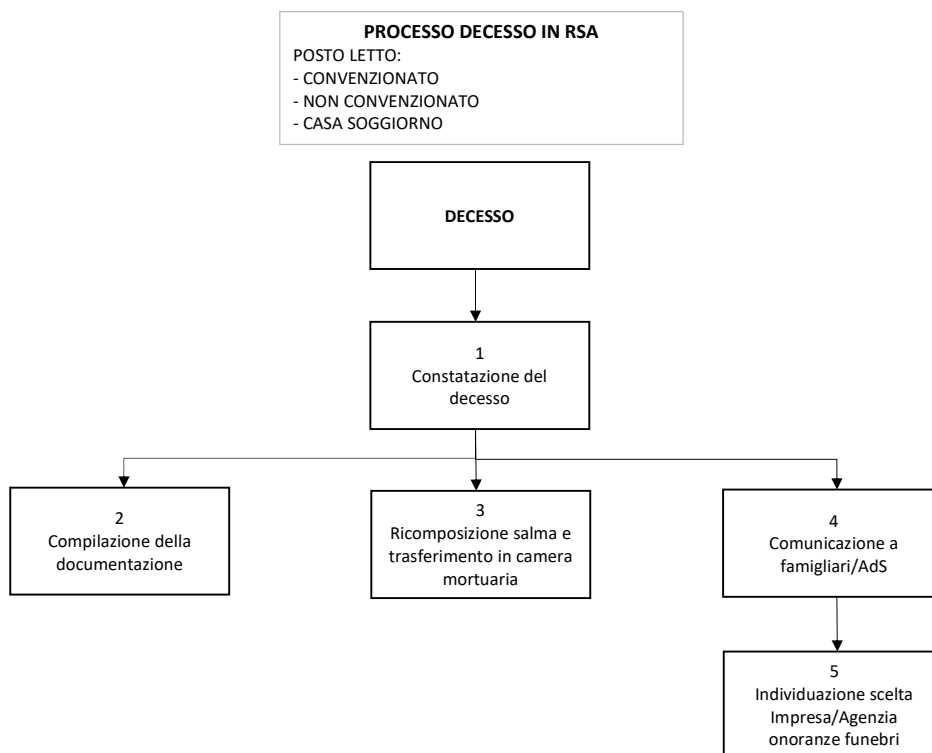 PROCESSO DECESSO IN RSA
POSTO LETTO:
- CONVENZIONATO
- NON CONVENZIONATO
- CASA SOGGIORNO
DECESSO
1
Constatazione del
decesso
2
Compilazione della
documentazione
3
Ricomposizione salma e
trasferimento in camera
mortuaria
4
Comunicazione a
famigliari/AdS
5
Individuazione scelta
Impresa/Agenzia
onoranze funebri